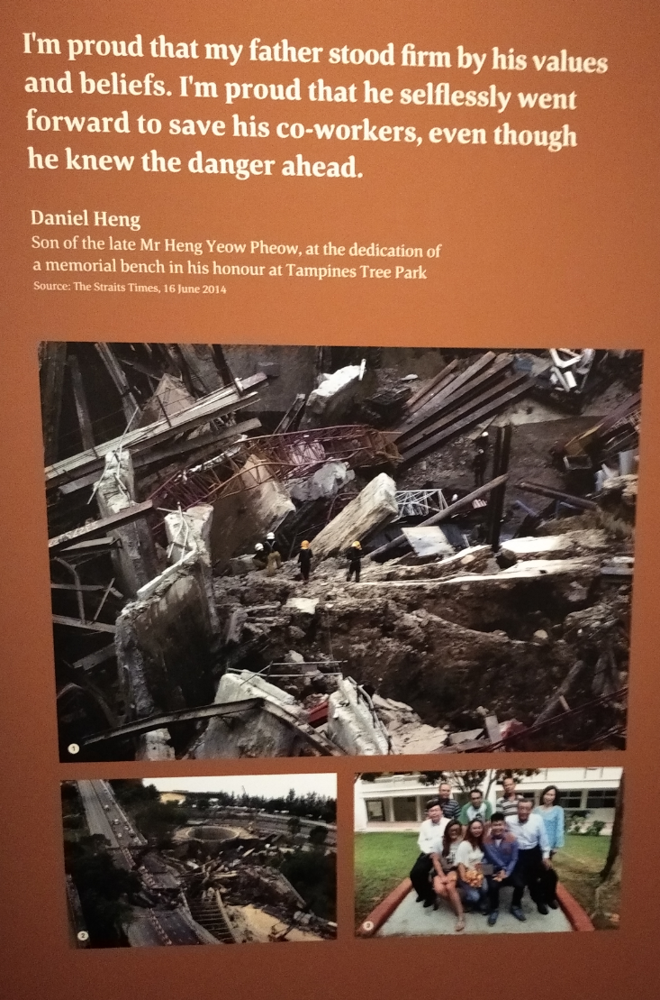 I'm proud that my father stood firm by his values
and beliefs. I'm proud that he selflessly went
forward to save his co-workers, even though
he knew the danger ahead.
Daniel Heng
Son of the late Mr Heng Yeow Pheow, at the dedication of
a memorial bench in his honour at Tampines Tree Park
Source: The Straits Times, 16 June 2014
1
2
3